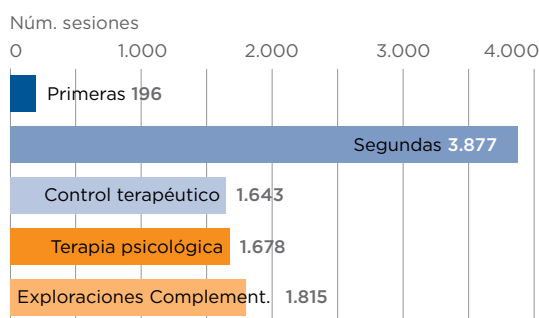 Núm. sesiones
0 1.000 2.000 3.000 4.000
Primeras 196
Segundas 3.877
Control terapéutico 1.643
Terapia psicológica 1.678
Exploraciones Complement. 1.815